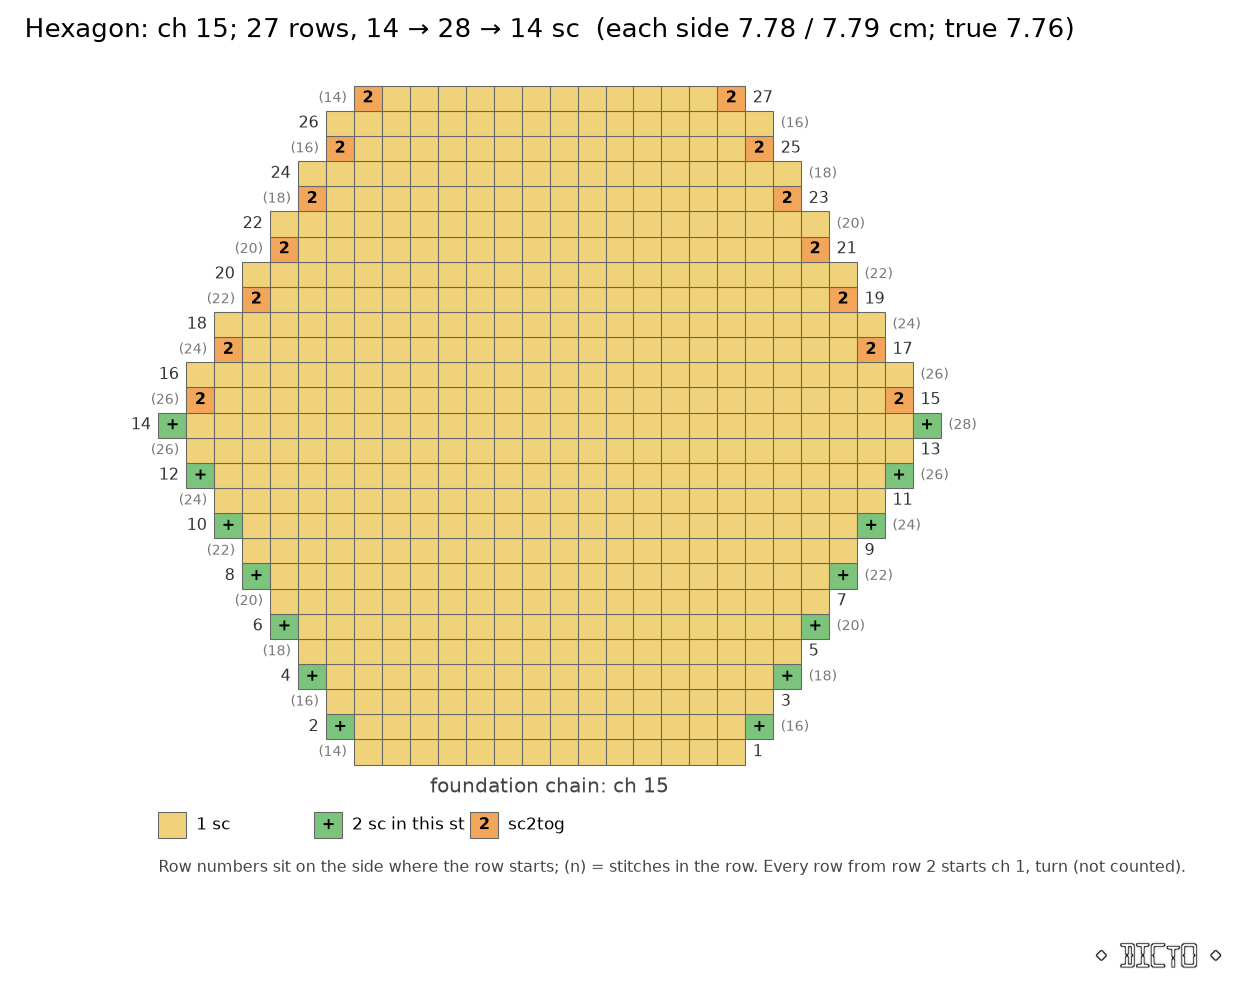 Hexagon: ch 15; 27 rows, 14 → 28 → 14 sc (each side 7.78 / 7.79 cm; true 7.76)
(14) 2 2 27
26 (16)
(16) 2 2 25
24 (18)
(18) 2 2 23
22 (20)
(20) 2 2 21
20 (22)
(22) 2 2 19
18 (24)
(24) 2 2 17
16 (26)
(26) 2 2 15
14 + + (28)
(26) 13
12 + + (26)
(24) 11
10 + + (24)
(22) 9
8 + + (22)
(20) 7
6 + + (20)
(18) 5
4 + + (18)
(16) 3
2 + + (16)
(14) 1
foundation chain: ch 15
1 sc + 2 sc in this st 2 sc2tog
Row numbers sit on the side where the row starts; (n) = stitches in the row. Every row from row 2 starts ch 1, turn (not counted).
DICTO